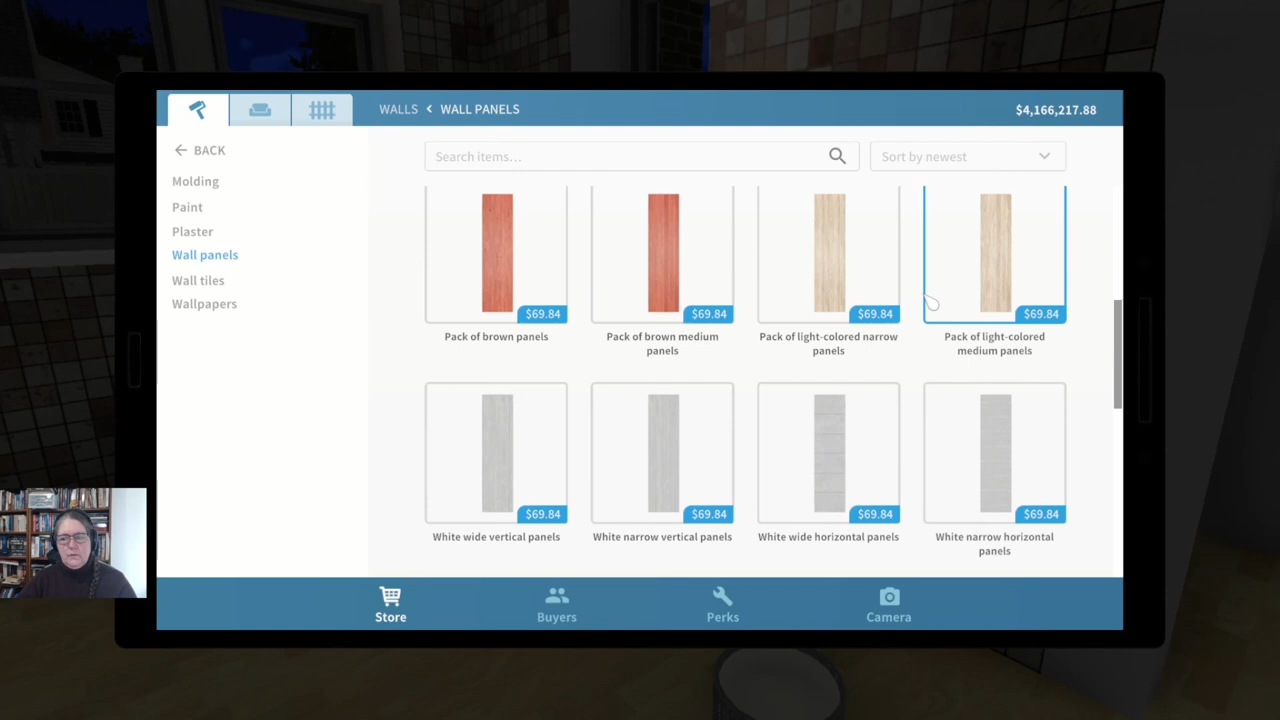 WALLS < WALL PANELS
$4,166,217.88
BACK
Search items...
Sort by newest
Molding
Paint
Plaster
Wall panels
Wall tiles
Wallpapers
$69.84
$69.84
$69.84
$69.84
Pack of brown panels
Pack of brown medium
panels
Pack of light-colored narrow
panels
Pack of light-colored
medium panels
$69.84
$69.84
$69.84
$69.84
White wide vertical panels
White narrow vertical panels
White wide horizontal panels
White narrow horizontal
panels
Store
Buyers
Perks
Camera